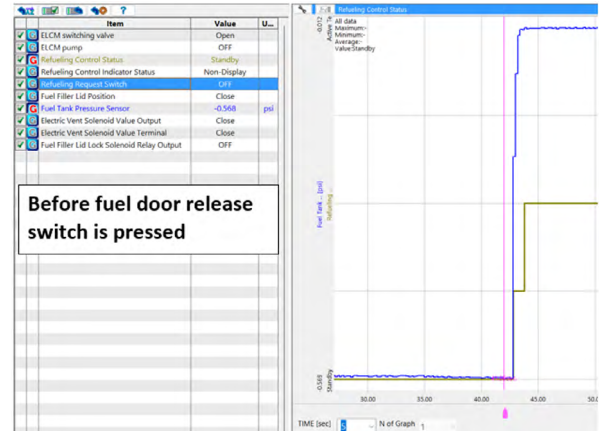 ?
Item Value U...
ELCM switching valve Open
ELCM pump OFF
Refueling Control Status Standby
Refueling Control Indicator Status Non-Display
Refueling Request Switch OFF
Fuel Filler Lid Position Close
Fuel Tank Pressure Sensor -0.568 psi
Electric Vent Solenoid Value Output Close
Electric Vent Solenoid Value Terminal Close
Fuel Filler Lid Lock Solenoid Relay Output OFF
Before fuel door release
switch is pressed
Refueling Control Status
-0.012
Active Te
All data
Maximum:-
Minimum:-
Average:-
Value:Standby
Fuel Tank ... [psi]
Refueling ...
-0.583
Standby
30.00 35.00 40.00 45.00 50.0
TIME [sec] N of Graph 1